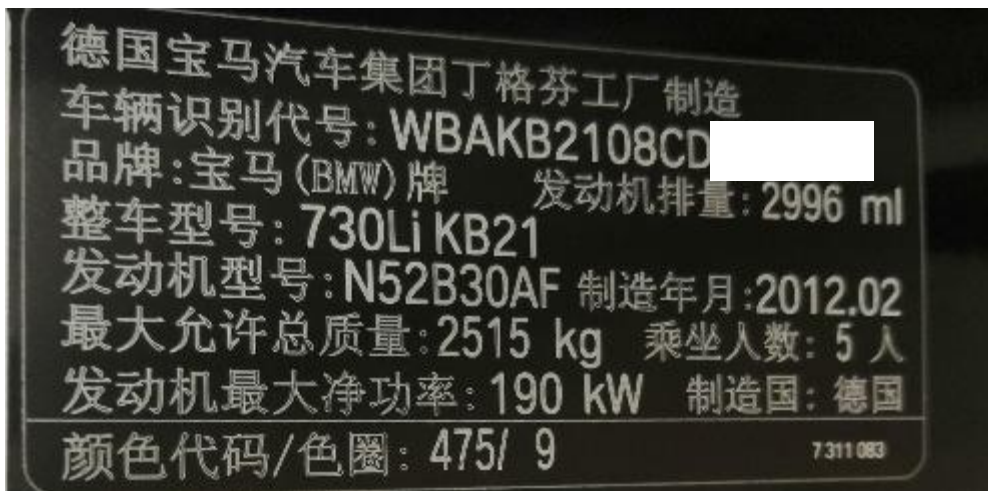 德国宝马汽车集团丁格芬工厂制造
车辆识别代号: WBAKB2108CD
品牌:宝马(BMW)牌 发动机排量: 2996 ml
整车型号: 730Li KB21
发动机型号: N52B30AF 制造年月:2012.02
最大允许总质量:2515 kg 乘坐人数: 5 人
发动机最大净功率: 190 kW 制造国: 德国
颜色代码/色圈: 475/ 9 7 311 083